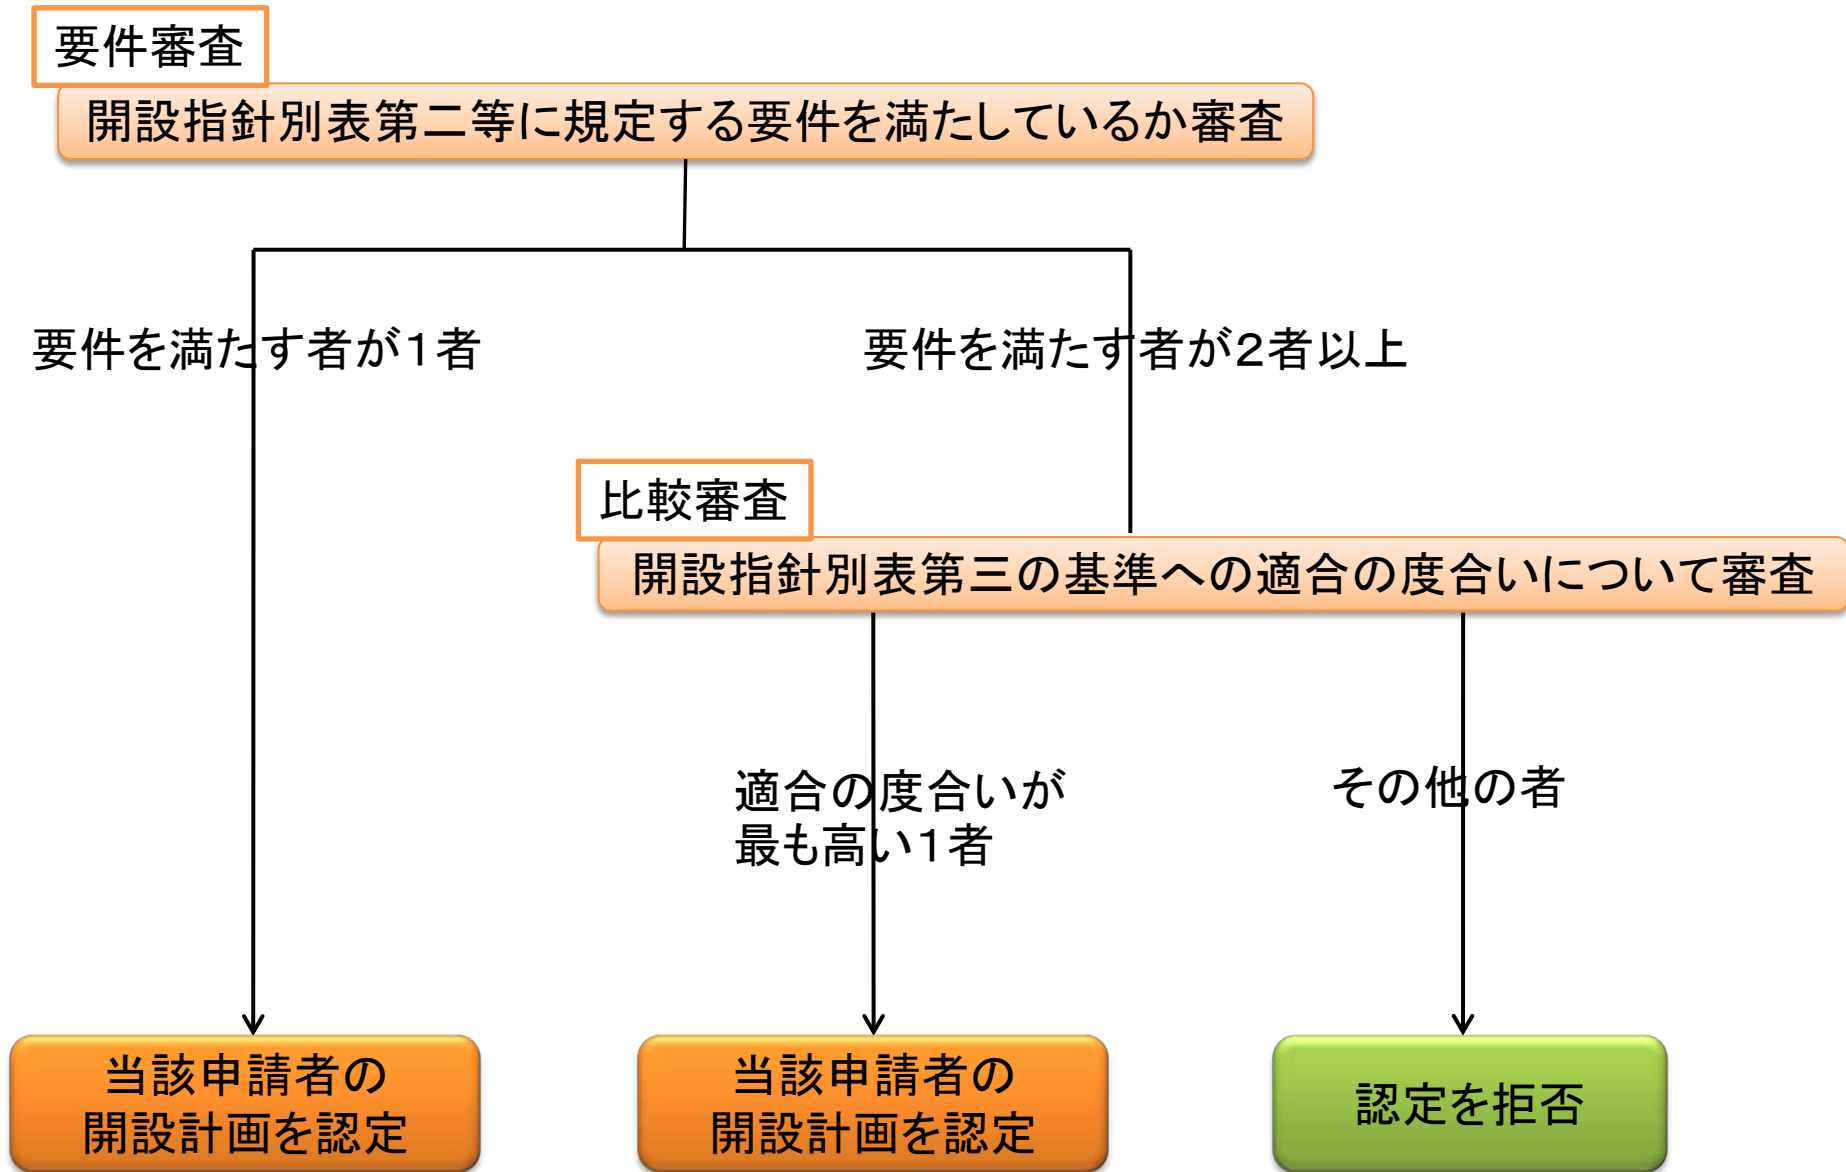 要件審査
開設指針別表第二等に規定する要件を満たしているか審査
要件を満たす者が1者
要件を満たす者が2者以上
比較審査
開設指針別表第三の基準への適合の度合いについて審査
適合の度合いが
最も高い1者
その他の者
当該申請者の
開設計画を認定
当該申請者の
開設計画を認定
認定を拒否